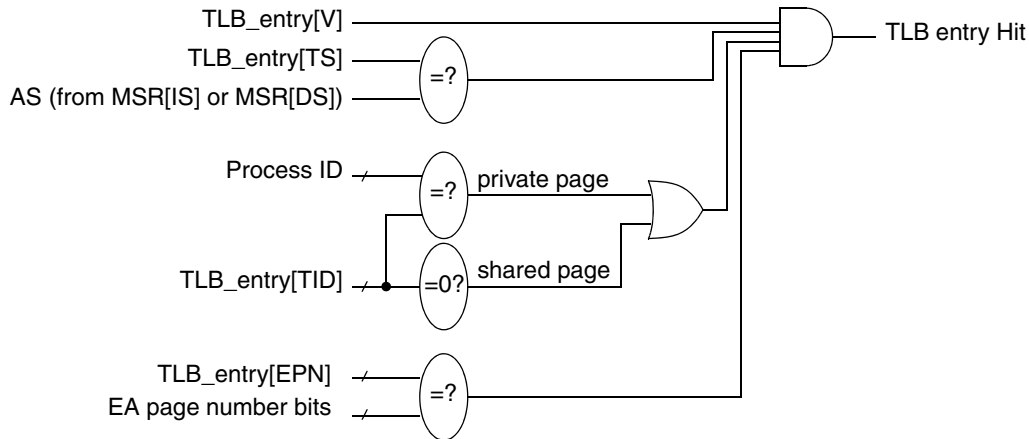 TLB_entry[V]
TLB entry Hit
TLB_entry[TS]
=?
AS (from MSR[IS] or MSR[DS])
Process ID
=?
private page
TLB_entry[TID]
=0?
shared page
TLB_entry[EPN]
=?
EA page number bits